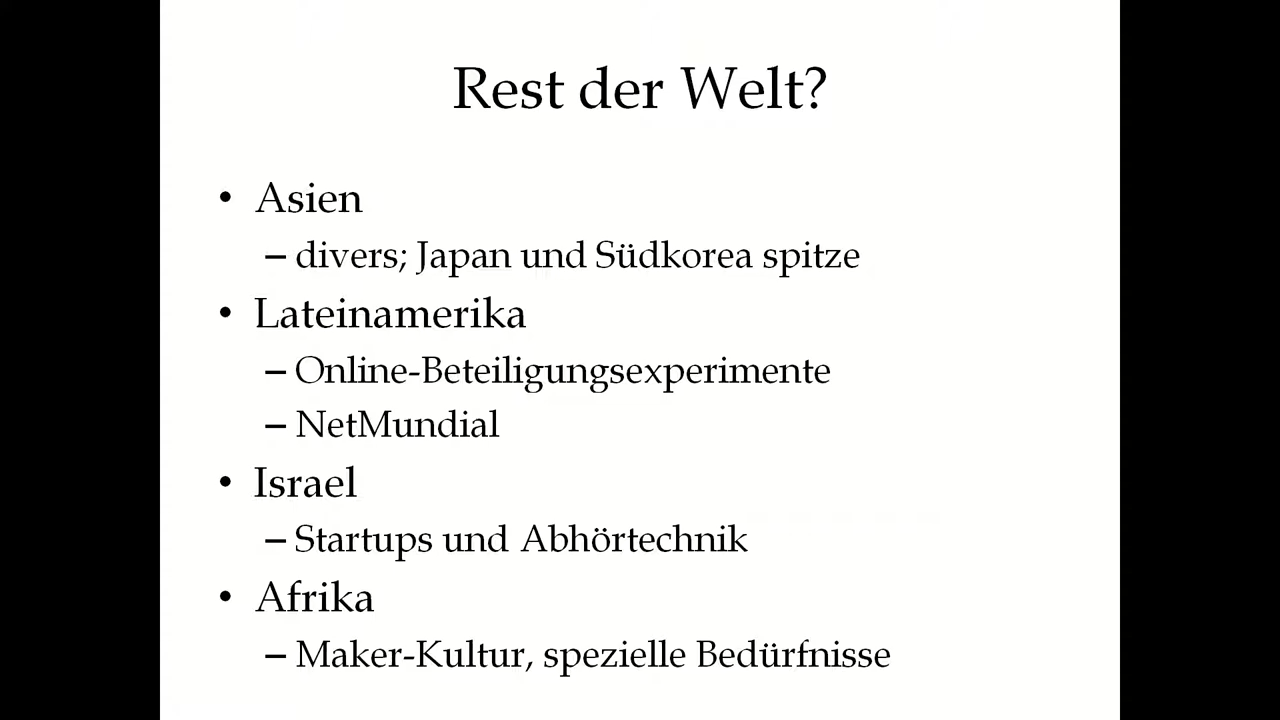 Rest der Welt?
• Asien
– divers; Japan und Südkorea spitze
• Lateinamerika
– Online-Beteiligungsexperimente
– NetMundial
• Israel
– Startups und Abhörtechnik
• Afrika
– Maker-Kultur, spezielle Bedürfnisse